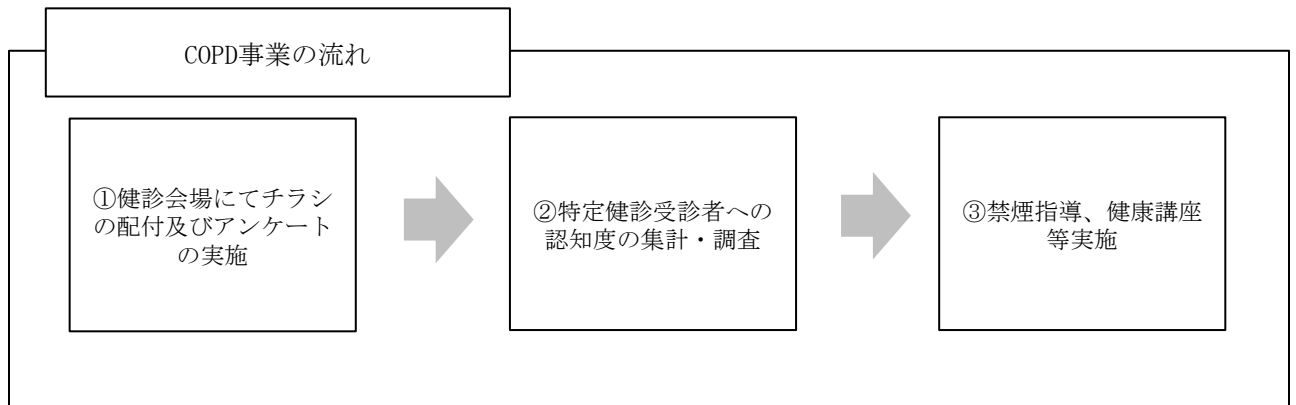 COPD事業の流れ
①健診会場にてチラシ
の配付及びアンケート
の実施
②特定健診受診者への
認知度の集計・調査
③禁煙指導、健康講座
等実施